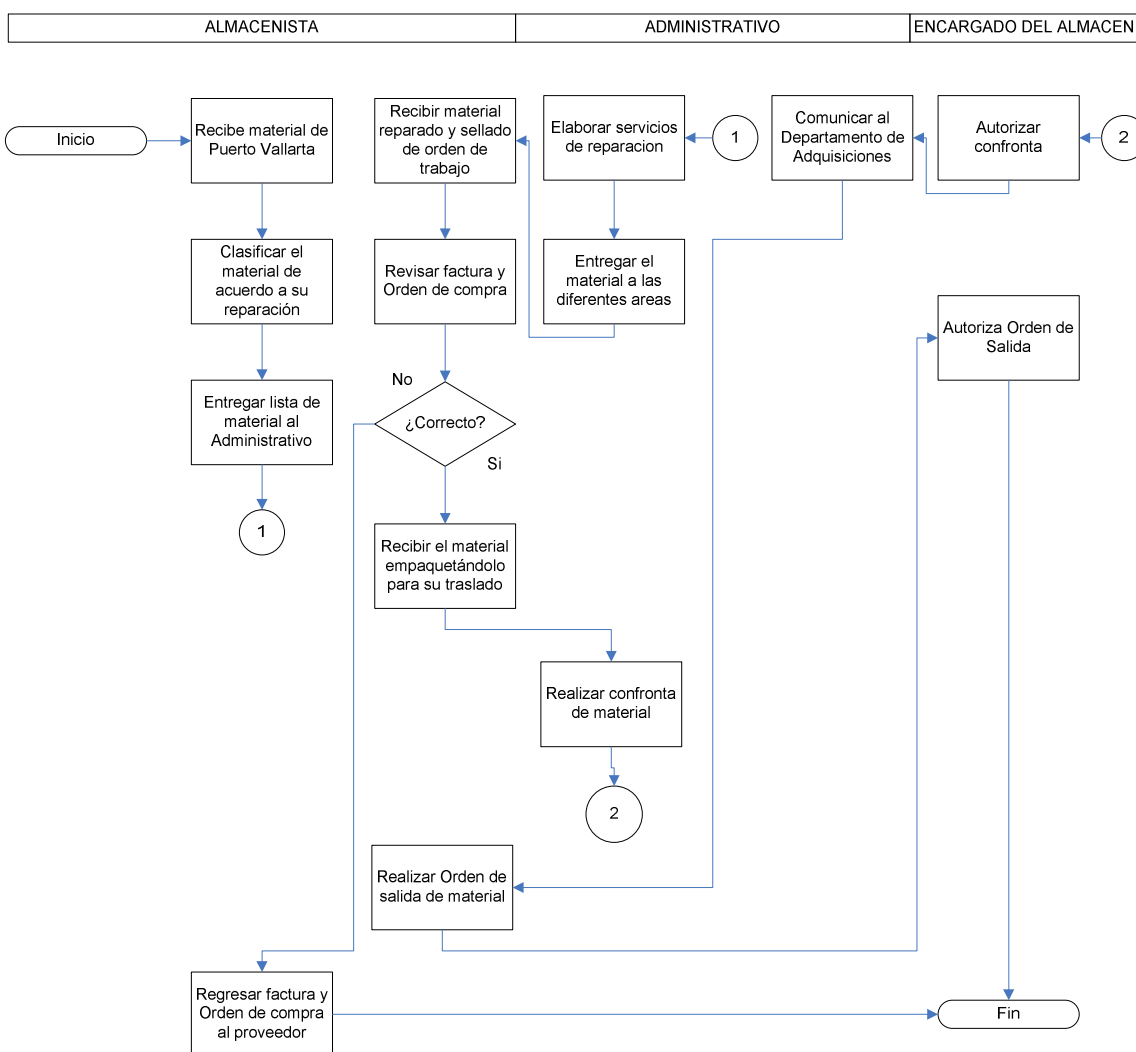 ALMACENISTA
ADMINISTRATIVO
ENCARGADO DEL ALMACEN
Inicio
Recibe material de
Puerto Vallarta
Clasificar el
material de
acuerdo a su
reparación
Entregar lista de
material al
Administrativo
1
Recibir material
reparado y sellado
de orden de
trabajo
Revisar factura y
Orden de compra
No
¿Correcto?
Si
Recibir el material
empaquetándolo
para su traslado
Elaborar servicios
de reparacion
1
Entregar el
material a las
diferentes areas
Realizar confronta
de material
2
Comunicar al
Departamento de
Adquisiciones
Autorizar
confronta
2
Autoriza Orden de
Salida
Realizar Orden de
salida de material
Regresar factura y
Orden de compra
al proveedor
Fin